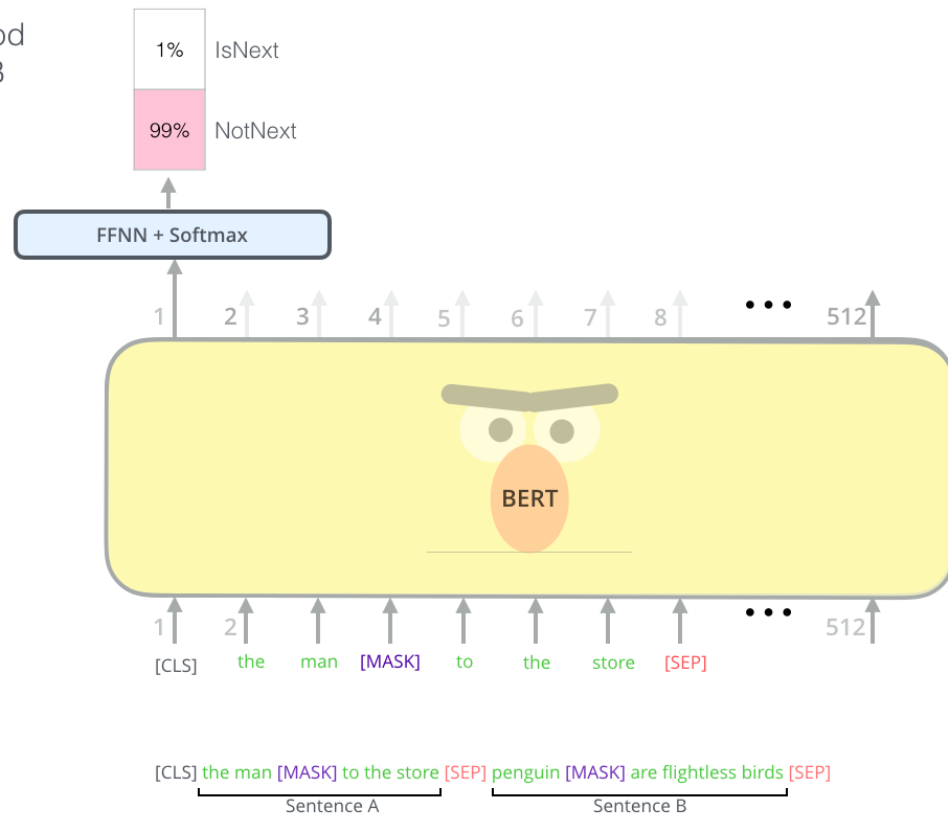 od
B
1% IsNext
99% NotNext
FFNN + Softmax
1 2 3 4 5 6 7 8 ••• 512
BERT
1 2 ••• 512
[CLS] the man [MASK] to the store [SEP]
[CLS] the man [MASK] to the store [SEP] penguin [MASK] are flightless birds [SEP]
Sentence A Sentence B